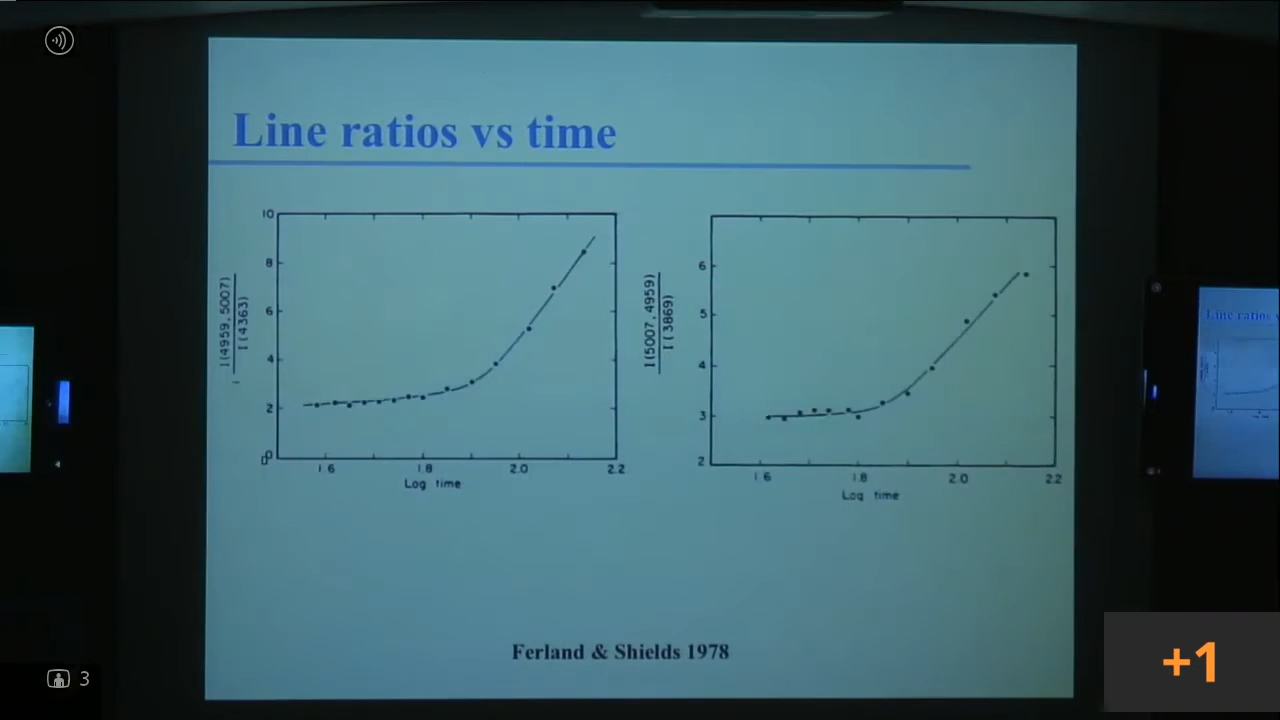 Line ratios vs time
10
8
6
4
2
0
I(4959,5007)
I(4363)
1.6 1.8 2.0 2.2
Log time
6
5
4
3
2
I(5007,4959)
I(3869)
1.6 1.8 2.0 2.2
Log time
Ferland & Shields 1978
3
+1
Line ratios